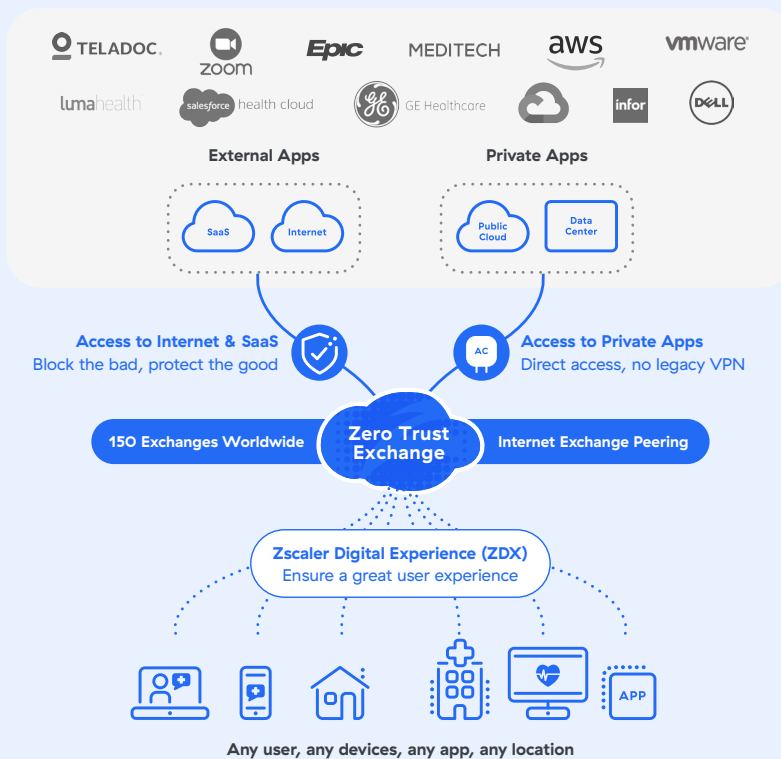 TELADOC.
zoom
Epic
MEDITECH
aws
vmware®
lumahealth
salesforce health cloud
GE
GE Healthcare
infor
DELL
External Apps
Private Apps
SaaS
Internet
Public
Cloud
Data
Center
Access to Internet & SaaS
Block the bad, protect the good
AC
Access to Private Apps
Direct access, no legacy VPN
150 Exchanges Worldwide
Zero Trust
Exchange
Internet Exchange Peering
Zscaler Digital Experience (ZDX)
Ensure a great user experience
APP
Any user, any devices, any app, any location